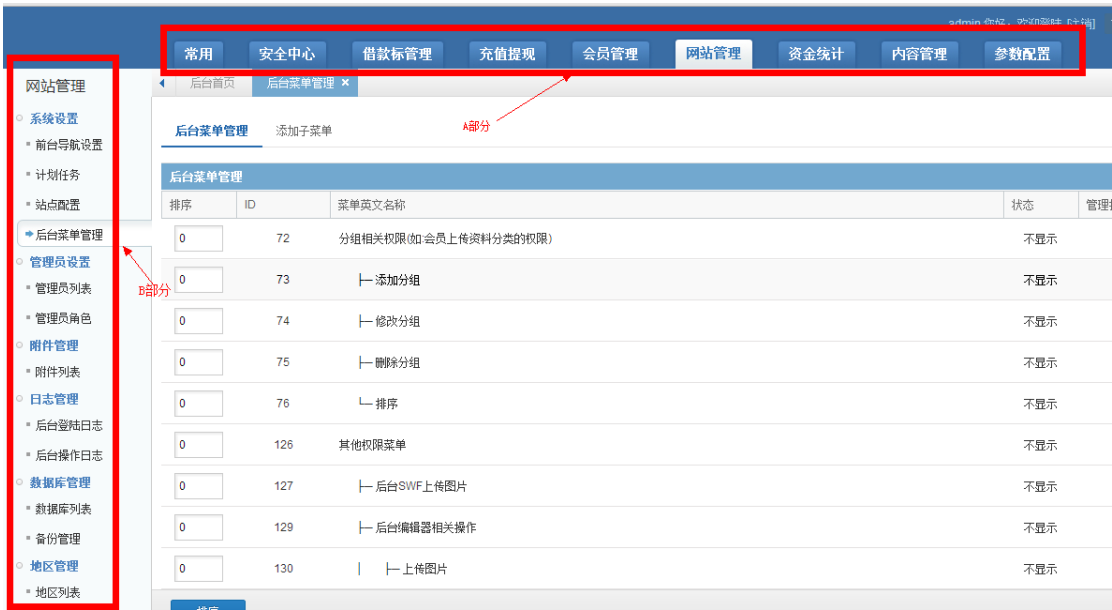 admin 您好，欢迎登陆 [注销]
常用 安全中心 借款标管理 充值提现 会员管理 网站管理 资金统计 内容管理 参数配置
网站管理
系统设置
前台导航设置
计划任务
站点配置
后台菜单管理
管理员设置
管理员列表
管理员角色
附件管理
附件列表
日志管理
后台登陆日志
后台操作日志
数据库管理
数据库列表
备份管理
地区管理
地区列表
后台首页 后台菜单管理 ×
A部分
B部分
后台菜单管理 添加子菜单
后台菜单管理
排序 ID 菜单英文名称 状态 管理
0 72 分组相关权限(如:会员上传资料分类的权限) 不显示
0 73 ├─ 添加分组 不显示
0 74 ├─ 修改分组 不显示
0 75 ├─ 删除分组 不显示
0 76 └─ 排序 不显示
0 126 其他权限菜单 不显示
0 127 ├─ 后台SWF上传图片 不显示
0 129 ├─ 后台编辑器相关操作 不显示
0 130 │ ├─ 上传图片 不显示
排序